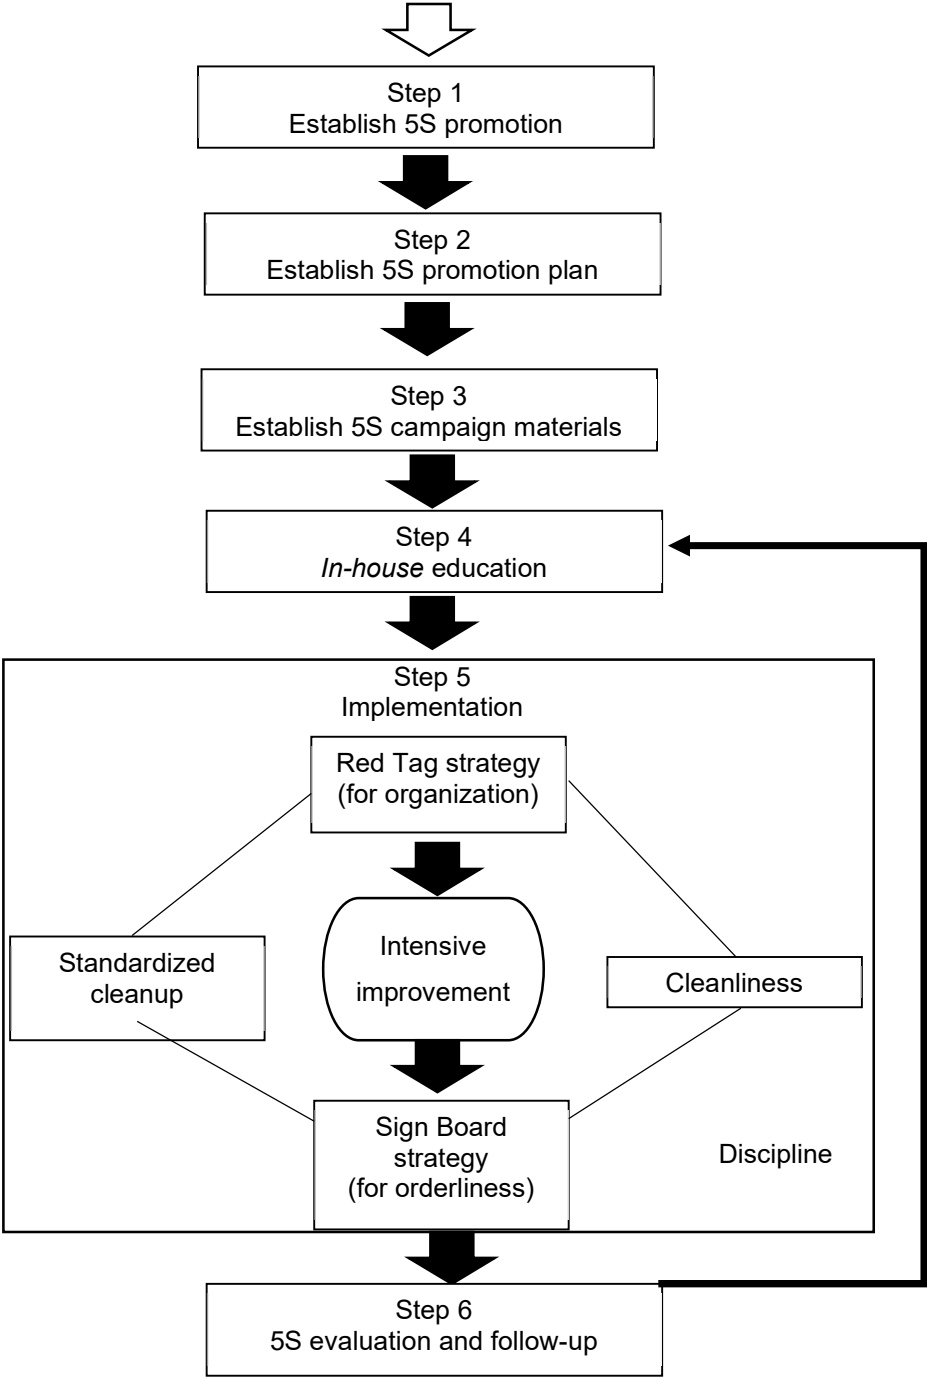 Step 1
Establish 5S promotion
Step 2
Establish 5S promotion plan
Step 3
Establish 5S campaign materials
Step 4
In-house education
Step 5
Implementation
Red Tag strategy
(for organization)
Standardized
cleanup
Intensive
improvement
Cleanliness
Sign Board
strategy
(for orderliness)
Discipline
Step 6
5S evaluation and follow-up